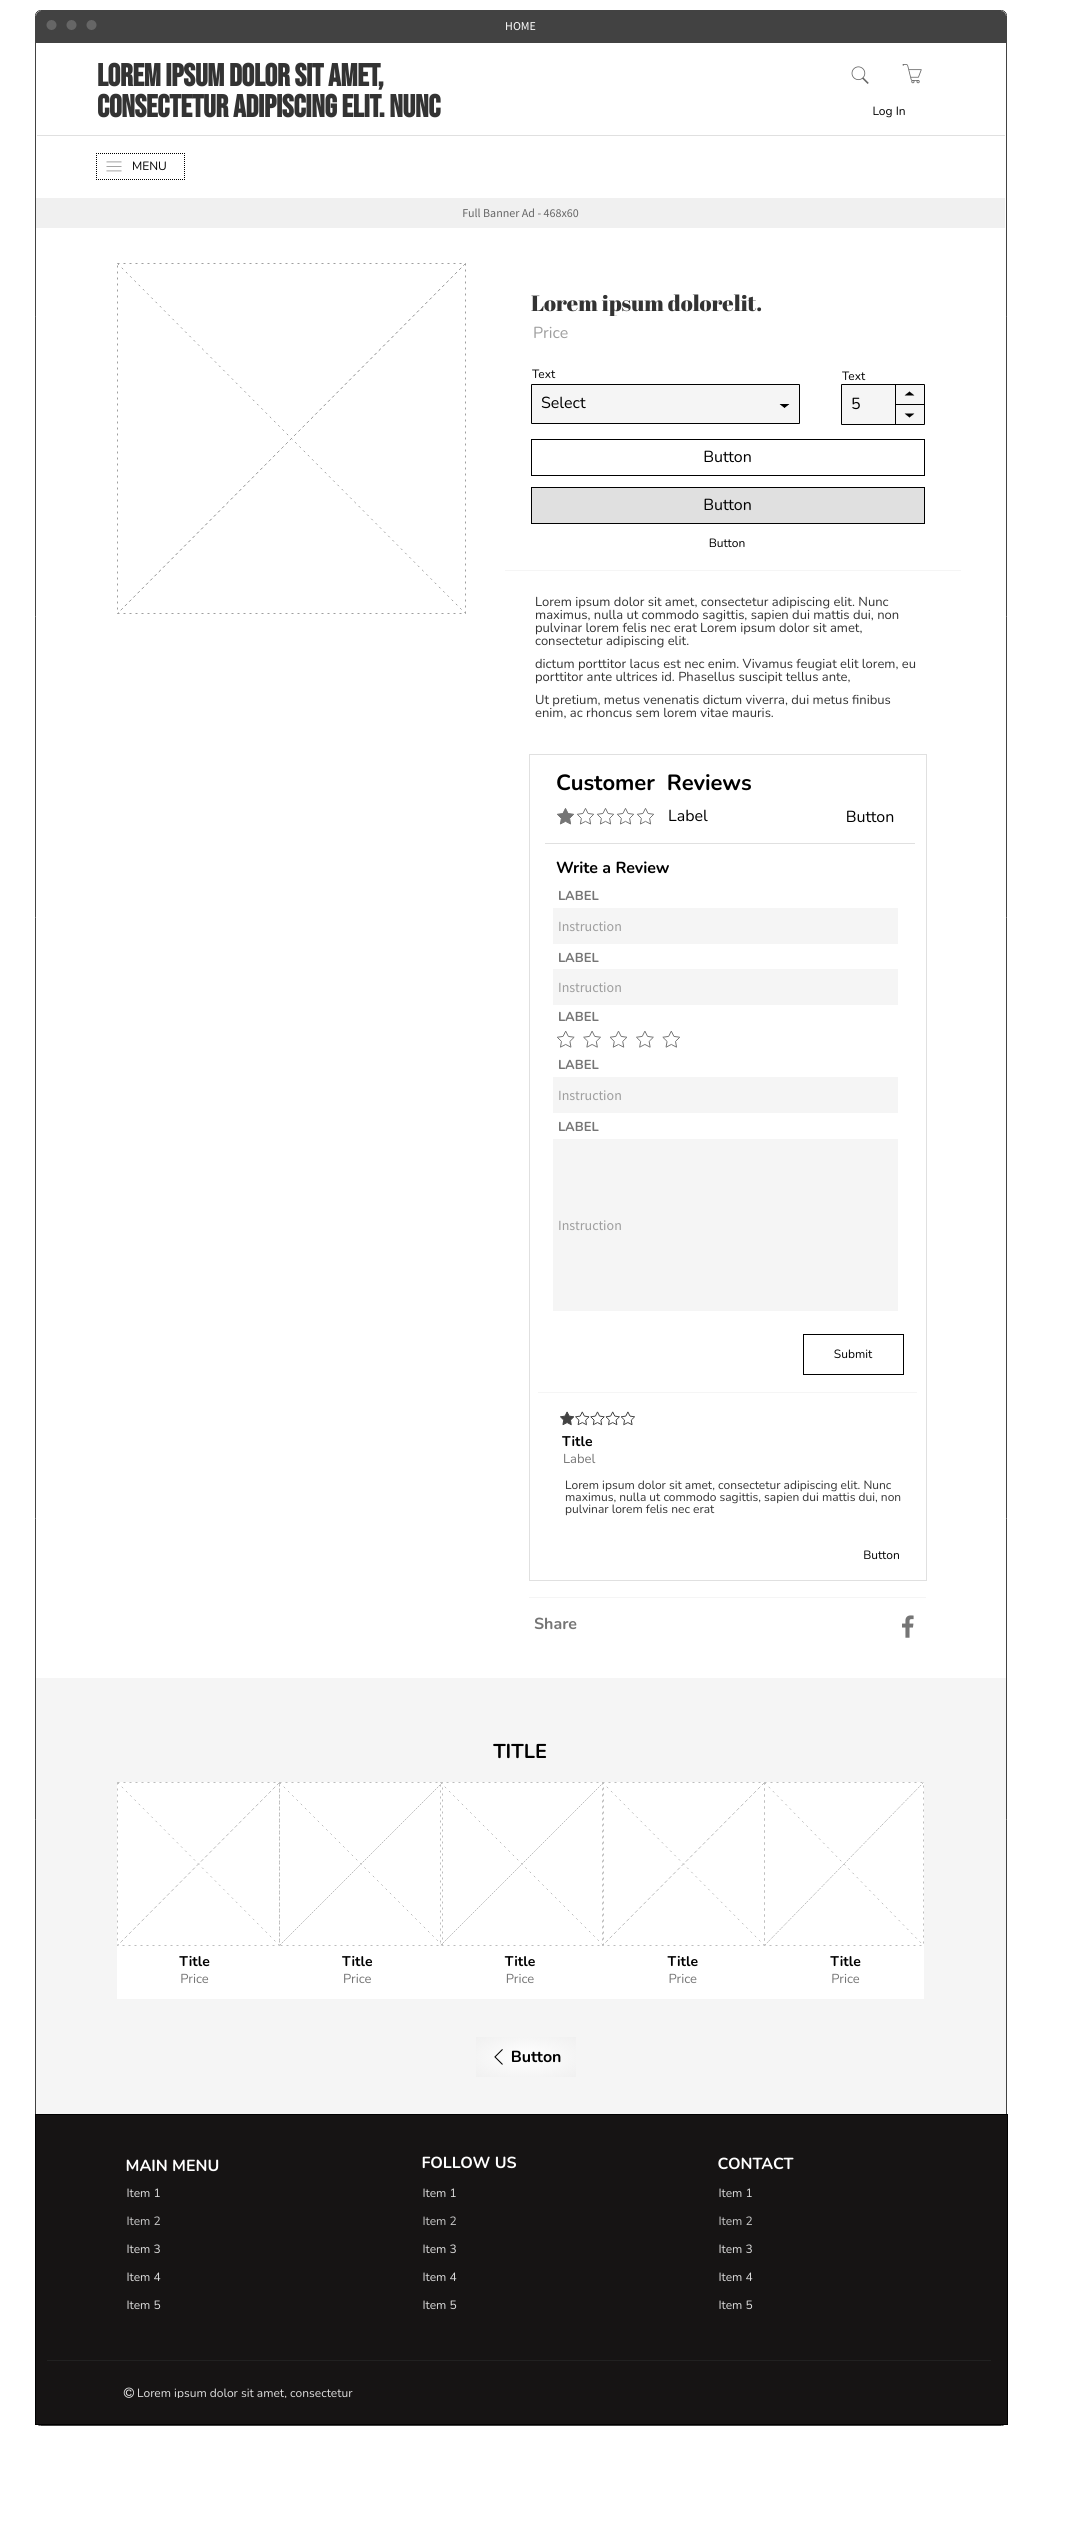 HOME
LOREM IPSUM DOLOR SIT AMET,
CONSECTETUR ADIPISCING ELIT. NUNC
Log In
MENU
Full Banner Ad - 468x60
Lorem ipsum dolorelit.
Price
Text
Text
Select
5
Button
Button
Button
Lorem ipsum dolor sit amet, consectetur adipiscing elit. Nunc
maximus, nulla ut commodo sagittis, sapien dui mattis dui, non
pulvinar lorem felis nec erat Lorem ipsum dolor sit amet,
consectetur adipiscing elit.
dictum porttitor lacus est nec enim. Vivamus feugiat elit lorem, eu
porttitor ante ultrices id. Phasellus suscipit tellus ante,
Ut pretium, metus venenatis dictum viverra, dui metus finibus
enim, ac rhoncus sem lorem vitae mauris.
Customer Reviews
Label
Button
Write a Review
LABEL
Instruction
LABEL
Instruction
LABEL
LABEL
Instruction
LABEL
Instruction
Submit
Title
Label
Lorem ipsum dolor sit amet, consectetur adipiscing elit. Nunc
maximus, nulla ut commodo sagittis, sapien dui mattis dui, non
pulvinar lorem felis nec erat
Button
Share
TITLE
Title
Price
Title
Price
Title
Price
Title
Price
Title
Price
Button
MAIN MENU
Item 1
Item 2
Item 3
Item 4
Item 5
FOLLOW US
Item 1
Item 2
Item 3
Item 4
Item 5
CONTACT
Item 1
Item 2
Item 3
Item 4
Item 5
© Lorem ipsum dolor sit amet, consectetur